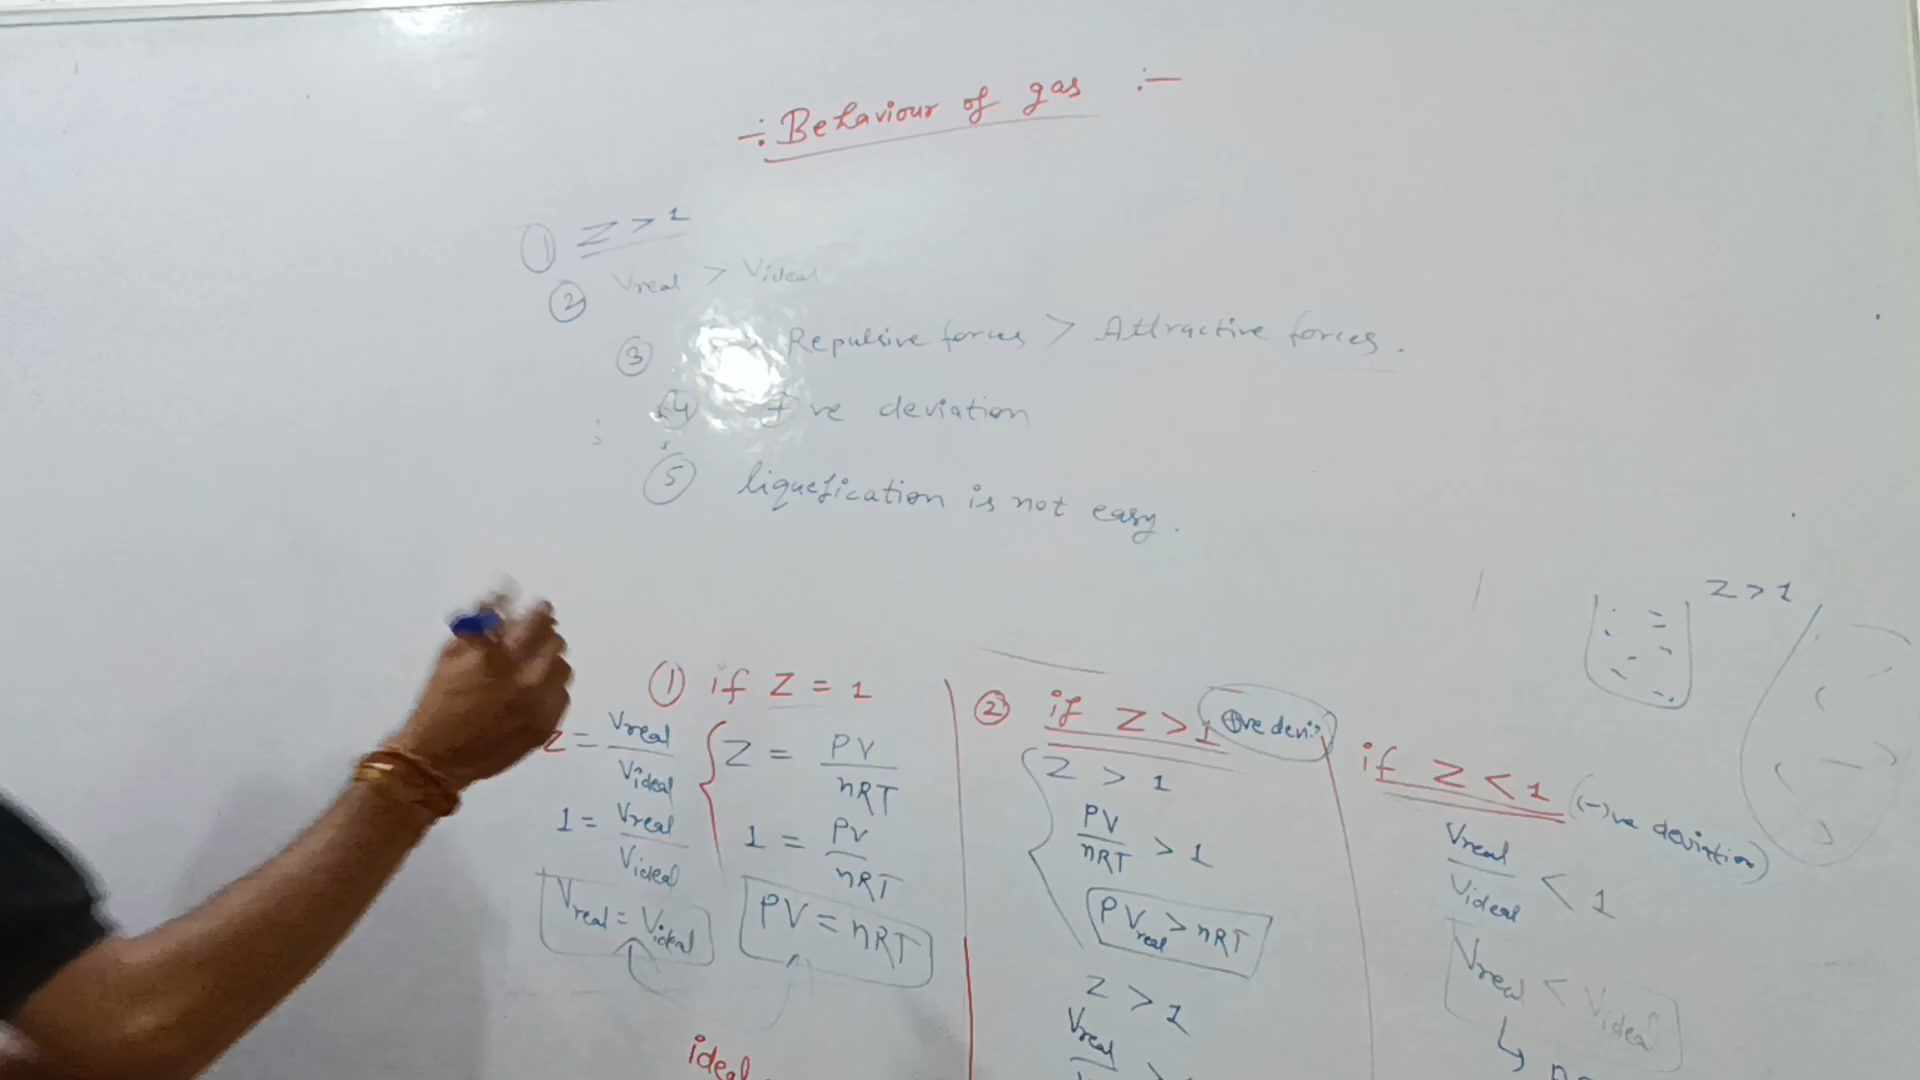 ÷ Behaviour of gas :-
① Z > 1
② Vreal > Videal
③ → Repulsive forces > Attractive forces.
④ ⊕ve deviation
⑤ liquefication is not easy.
Z > 1
① if Z = 1
Z = Vreal / Videal
1 = Vreal / Videal
Vreal = Videal
Z = PV / nRT
1 = PV / nRT
PV = nRT
ideal
② if Z > 1 ⊕ve devi:
Z > 1
PV / nRT > 1
PVreal > nRT
Z > 1
Vreal
if Z < 1 (-)ve deviation)
Vreal / Videal < 1
Vreal < Videal